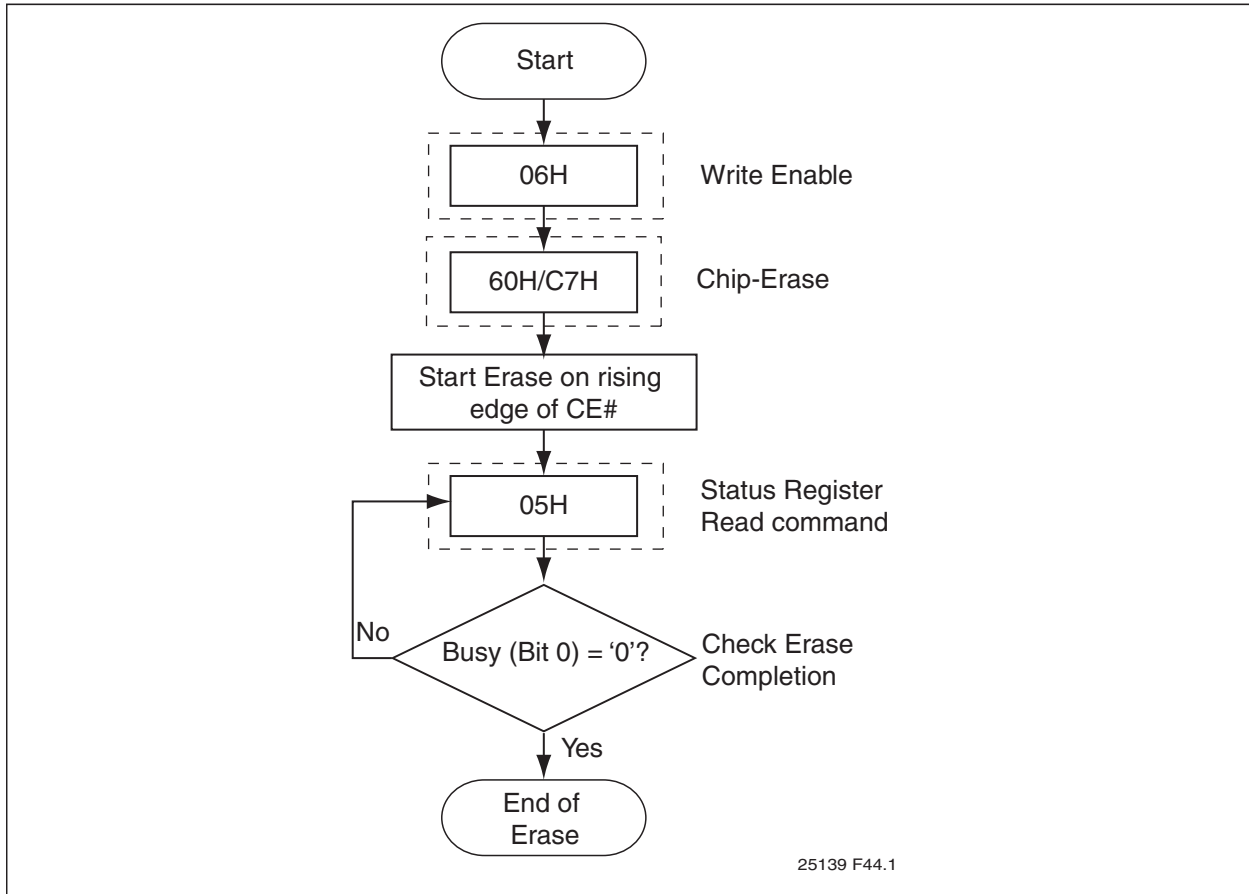 Start
06H
Write Enable
60H/C7H
Chip-Erase
Start Erase on rising
edge of CE#
05H
Status Register
Read command
No
Busy (Bit 0) = ‘0’?
Check Erase
Completion
Yes
End of
Erase
25139 F44.1